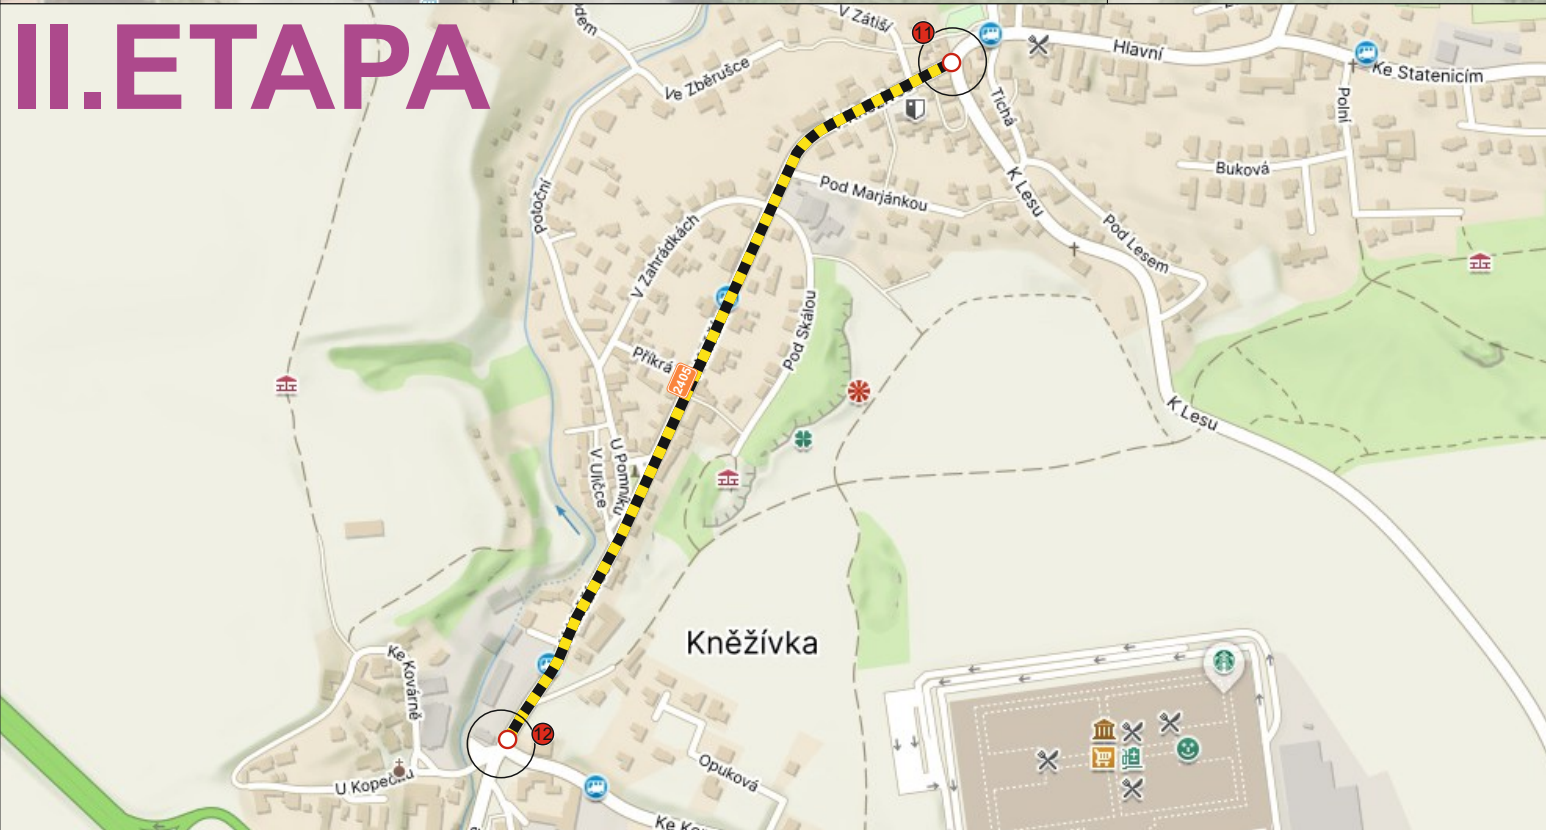 II.ETAPA
V Zátiší
11
Hlavní
Ke Statenicím
Ve Zběrušce
Tichá
Polní
Buková
Pod Marjánkou
K Lesu
Potoční
Pod Lesem
V Zahrádkách
Pod Skálou
Příkrá
2405
K Lesu
U Pomníku
V Uličce
Kněžívka
Ke Kovárně
12
U Kopečku
Opuková